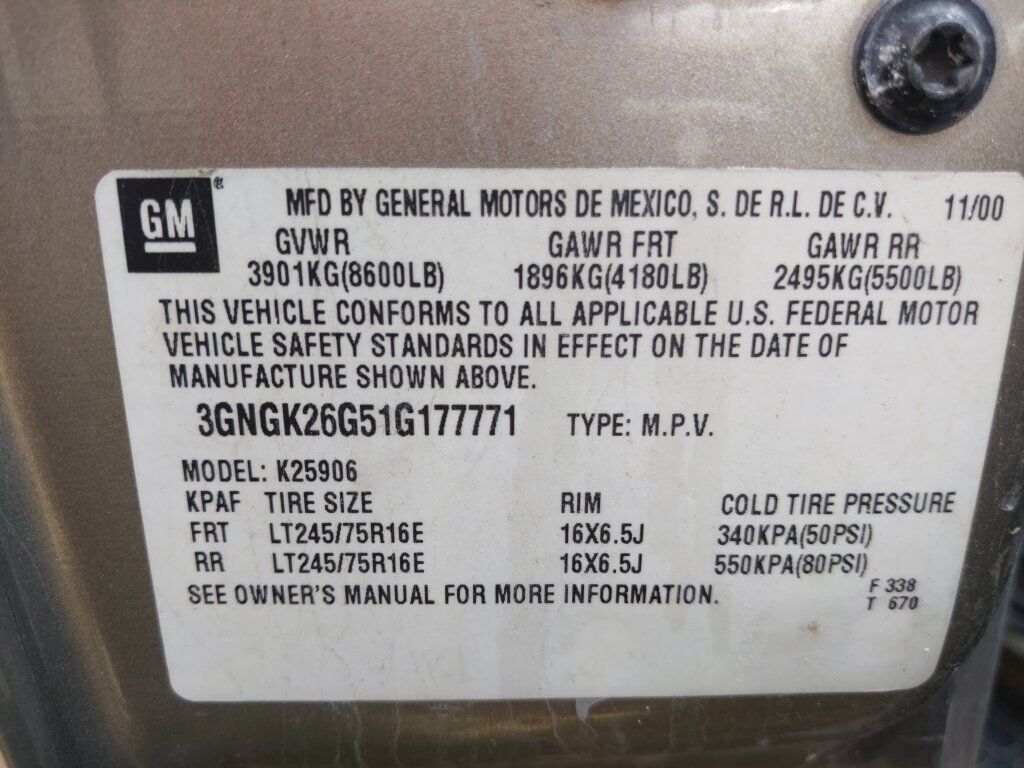 GM®
MFD BY GENERAL MOTORS DE MEXICO, S. DE R.L. DE C.V. 11/00
GVWR GAWR FRT GAWR RR
3901KG(8600LB) 1896KG(4180LB) 2495KG(5500LB)
THIS VEHICLE CONFORMS TO ALL APPLICABLE U.S. FEDERAL MOTOR
VEHICLE SAFETY STANDARDS IN EFFECT ON THE DATE OF
MANUFACTURE SHOWN ABOVE.
3GNGK26G51G177771 TYPE: M.P.V.
MODEL: K25906
KPAF TIRE SIZE RIM COLD TIRE PRESSURE
FRT LT245/75R16E 16X6.5J 340KPA(50PSI)
RR LT245/75R16E 16X6.5J 550KPA(80PSI)
SEE OWNER'S MANUAL FOR MORE INFORMATION. F 338
T 670